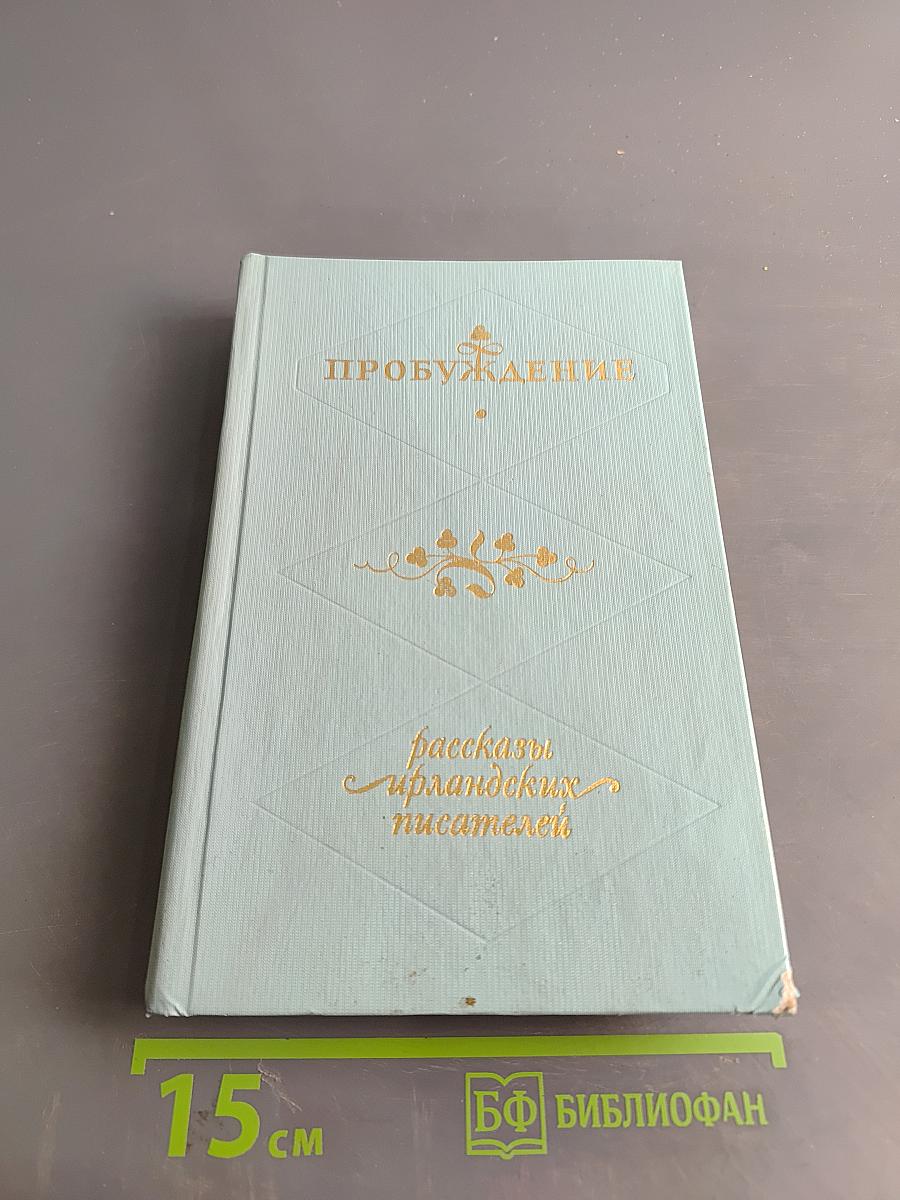 ПРОБУЖДЕНИЕ
рассказы
ирландских
писателей
15 см
БФ БИБЛИОФАН